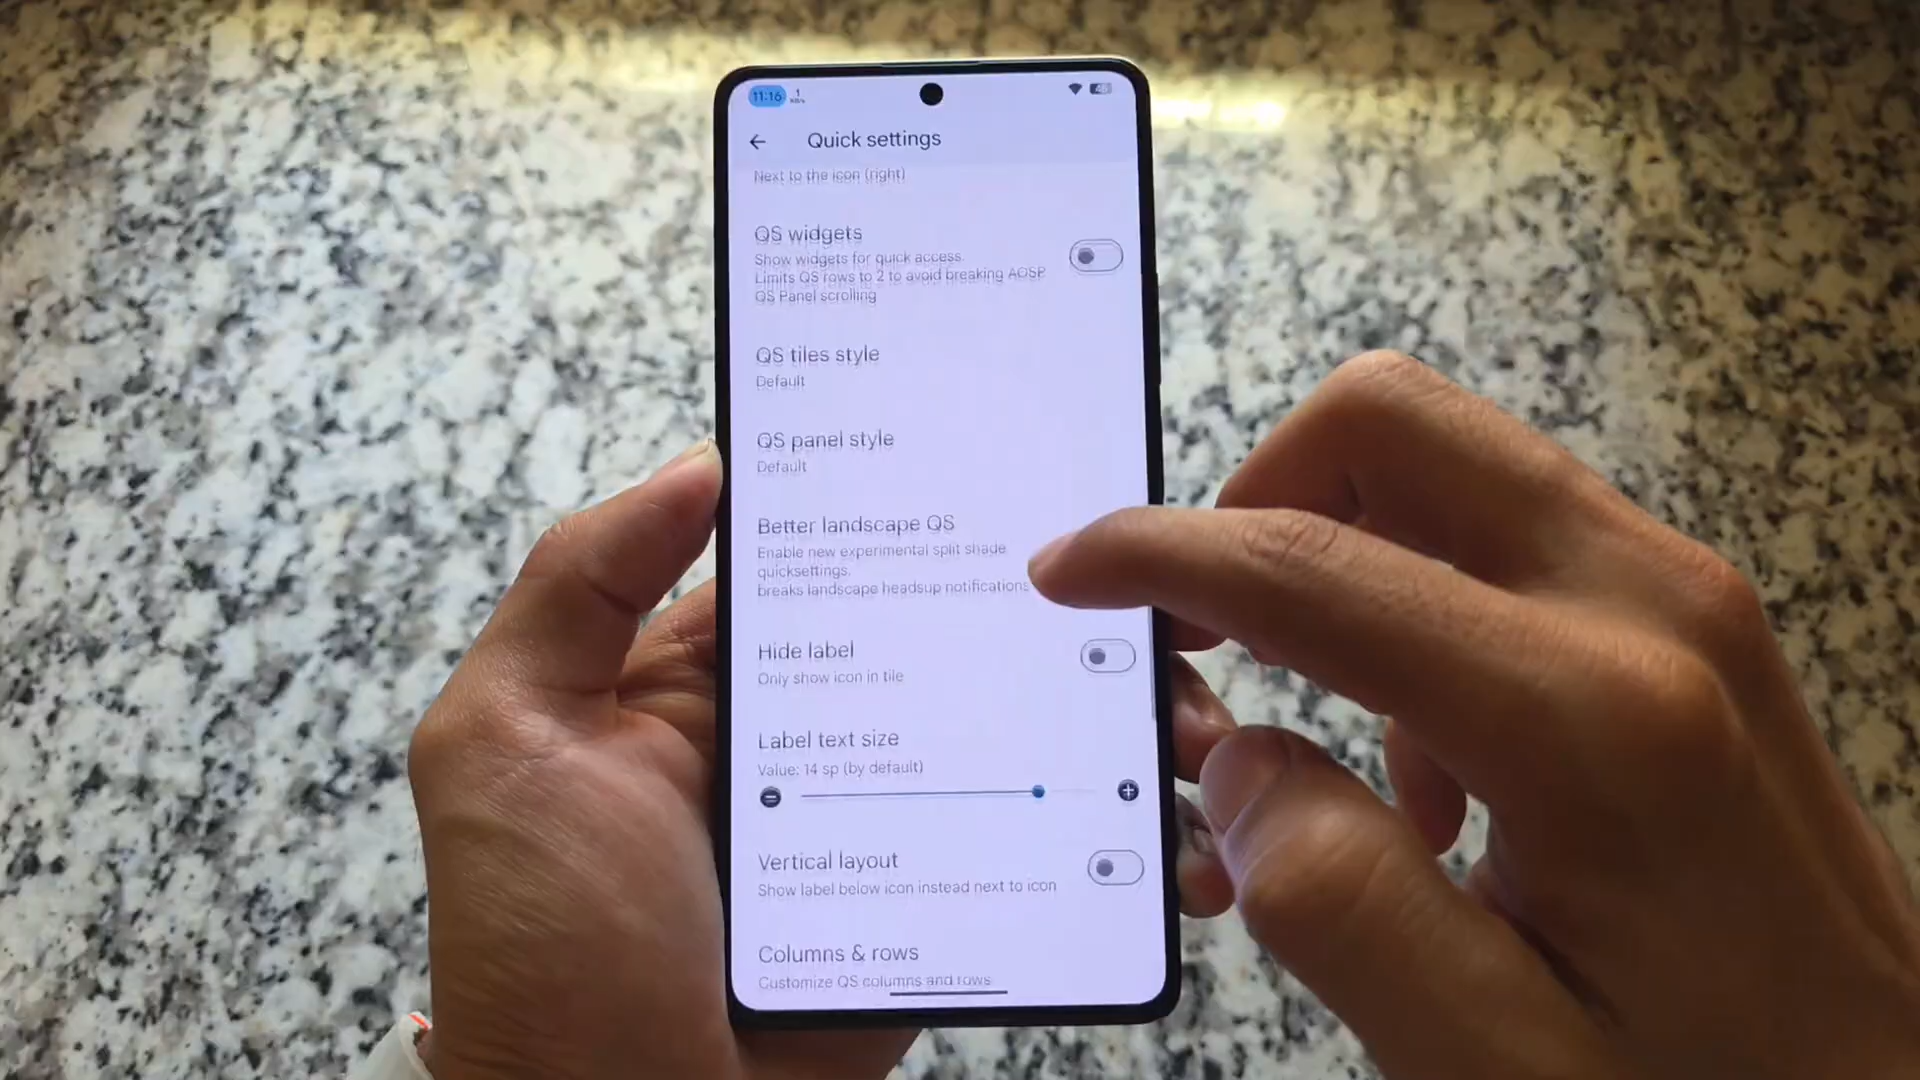 11:16 1 KB/s 46
Quick settings
Next to the icon (right)
QS widgets
Show widgets for quick access.
Limits QS rows to 2 to avoid breaking AOSP
QS Panel scrolling
QS tiles style
Default
QS panel style
Default
Better landscape QS
Enable new experimental split shade
quicksettings.
breaks landscape headsup notifications
Hide label
Only show icon in tile
Label text size
Value: 14 sp (by default)
Vertical layout
Show label below icon instead next to icon
Columns & rows
Customize QS columns and rows